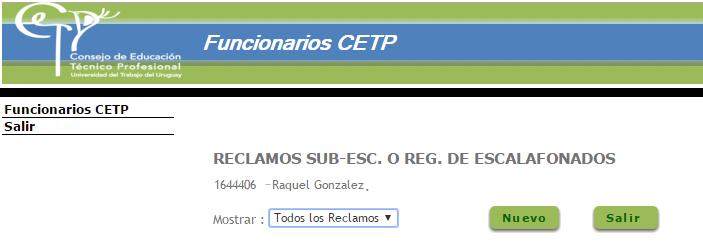 CETP
Consejo de Educación
Técnico Profesional
Universidad del Trabajo del Uruguay
Funcionarios CETP
Funcionarios CETP
Salir
RECLAMOS SUB-ESC. O REG. DE ESCALAFONADOS
1644406 -Raquel Gonzalez,
Mostrar : Todos los Reclamos
Nuevo
Salir